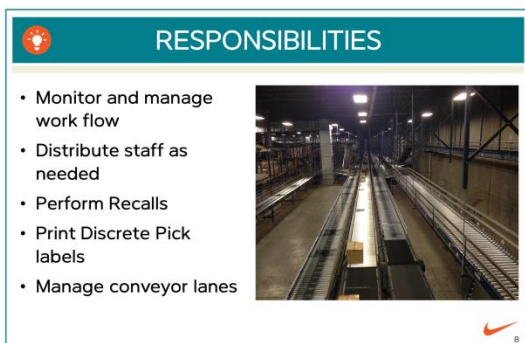 RESPONSIBILITIES
• Monitor and manage
work flow
• Distribute staff as
needed
• Perform Recalls
• Print Discrete Pick
labels
• Manage conveyor lanes
8